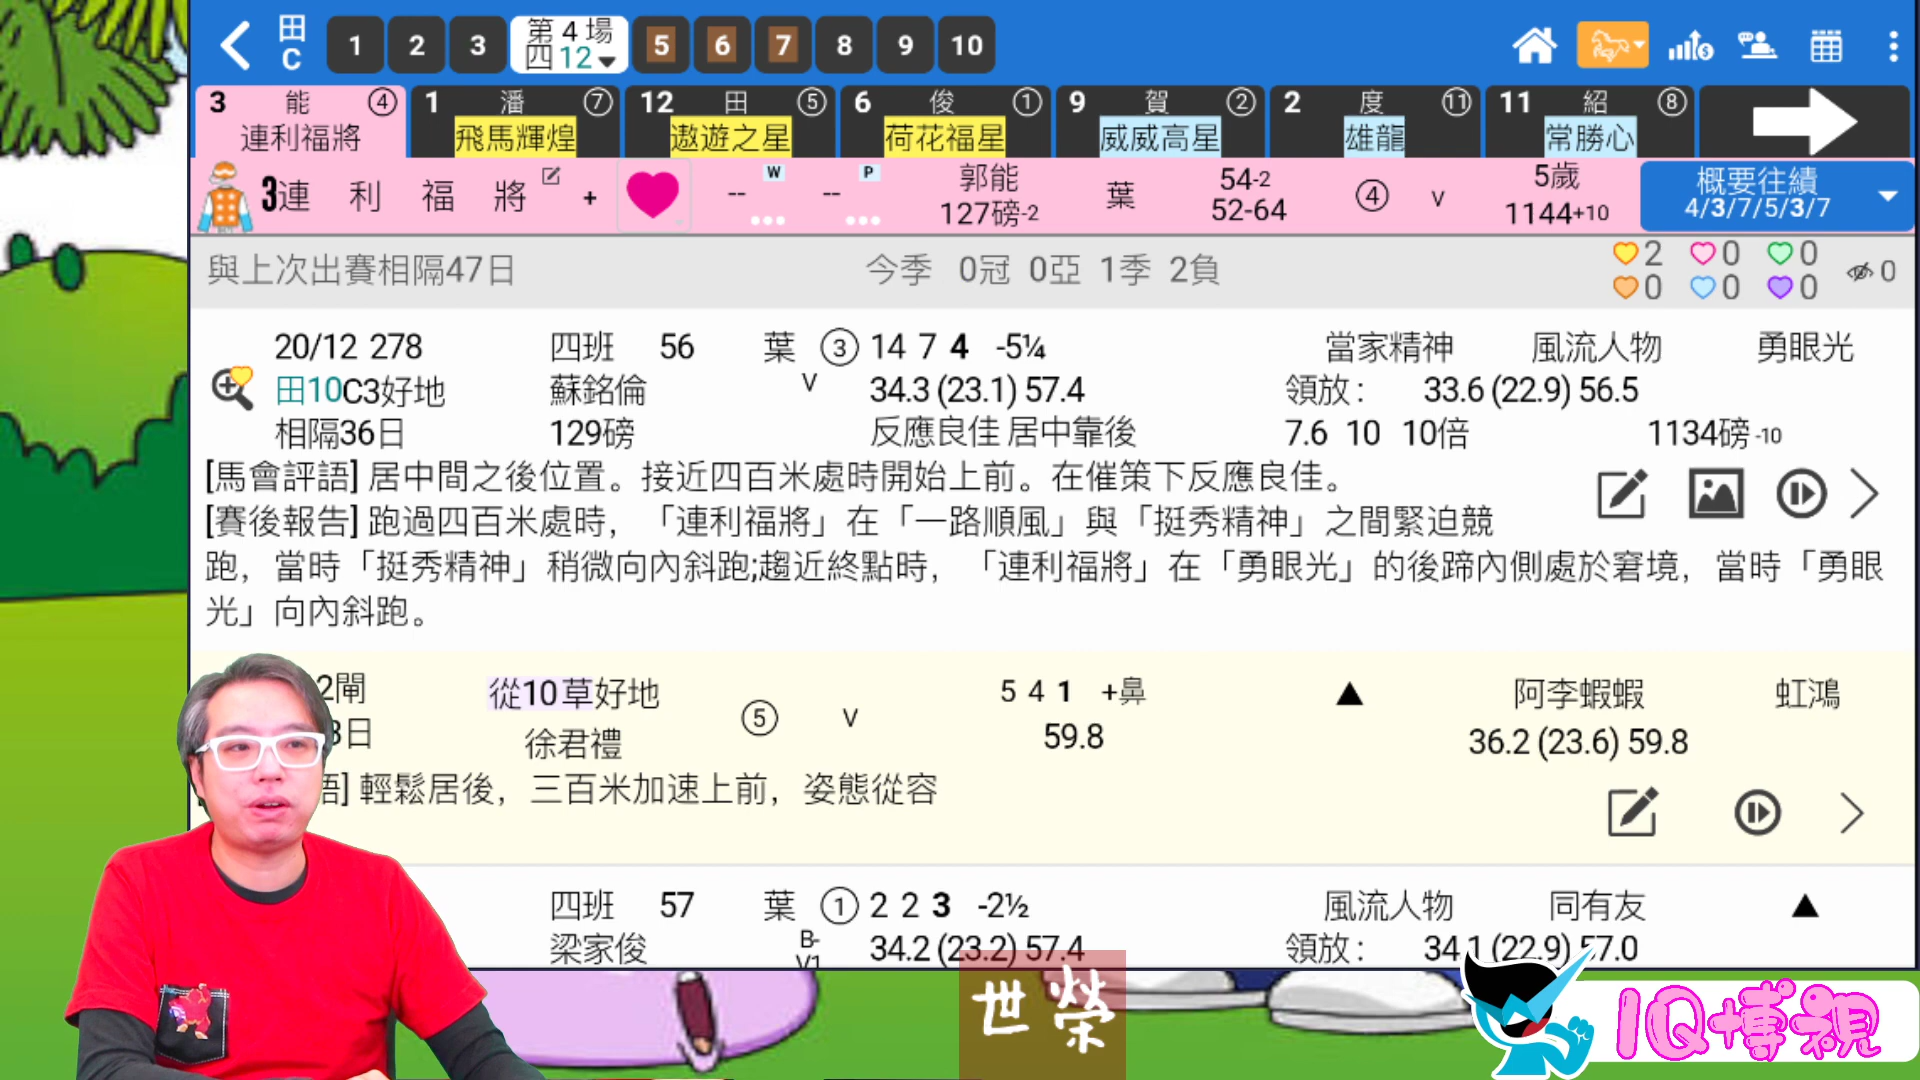 田
C
1 2 3 第 4 場 5 6 7 8 9 10
四 12
3 能 ④ 1 潘 ⑦ 12 田 ⑤ 6 俊 ① 9 賀 ② 2 度 ⑪ 11 紹 ⑧
連利福將 飛馬輝煌 遨遊之星 荷花福星 威威高星 雄龍 常勝心
3連利福將 + -- W -- P 郭能 葉 54-2 ④ V 5歲 概要往績
127磅-2 52-64 1144+10 4/3/7/5/3/7
與上次出賽相隔47日 今季 0冠 0亞 1季 2負 2 0 0 0
0 0 0
20/12 278 四班 56 葉 ③ 14 7 4 -5¼ 當家精神 風流人物 勇眼光
田10C3好地 蘇銘倫 V 34.3 (23.1) 57.4 領放： 33.6 (22.9) 56.5
相隔36日 129磅 反應良佳 居中靠後 7.6 10 10倍 1134磅-10
[馬會評語] 居中間之後位置。接近四百米處時開始上前。在催策下反應良佳。
[賽後報告] 跑過四百米處時，「連利福將」在「一路順風」與「挺秀精神」之間緊迫競
跑，當時「挺秀精神」稍微向內斜跑;趨近終點時，「連利福將」在「勇眼光」的後蹄內側處於窘境，當時「勇眼
光」向內斜跑。
2閘 從10草好地 ⑤ V 5 4 1 +鼻 ▲ 阿李蝦蝦 虹鴻
日 徐君禮 59.8 36.2 (23.6) 59.8
語] 輕鬆居後，三百米加速上前，姿態從容
四班 57 葉 ① 2 2 3 -2½ 風流人物 同有友 ▲
梁家俊 B- 34.2 (23.2) 57.4 領放： 34.1 (22.9) 57.0
V1
世榮
IQ博視